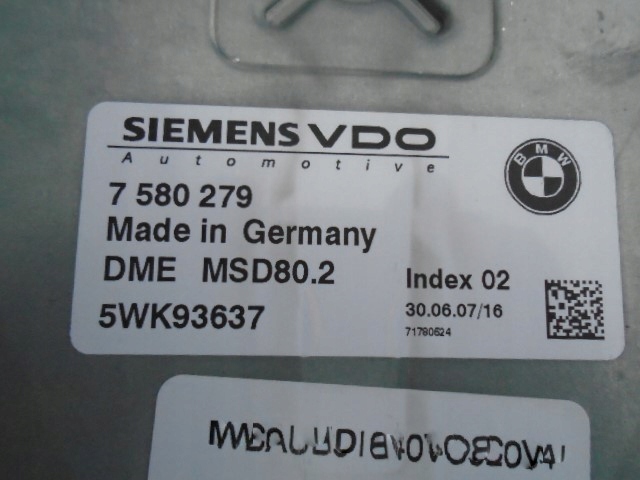 SIEMENS VDO
Automotive
BMW
7 580 279
Made in Germany
DME MSD80.2 Index 02
5WK93637 30.06.07/16
71780624